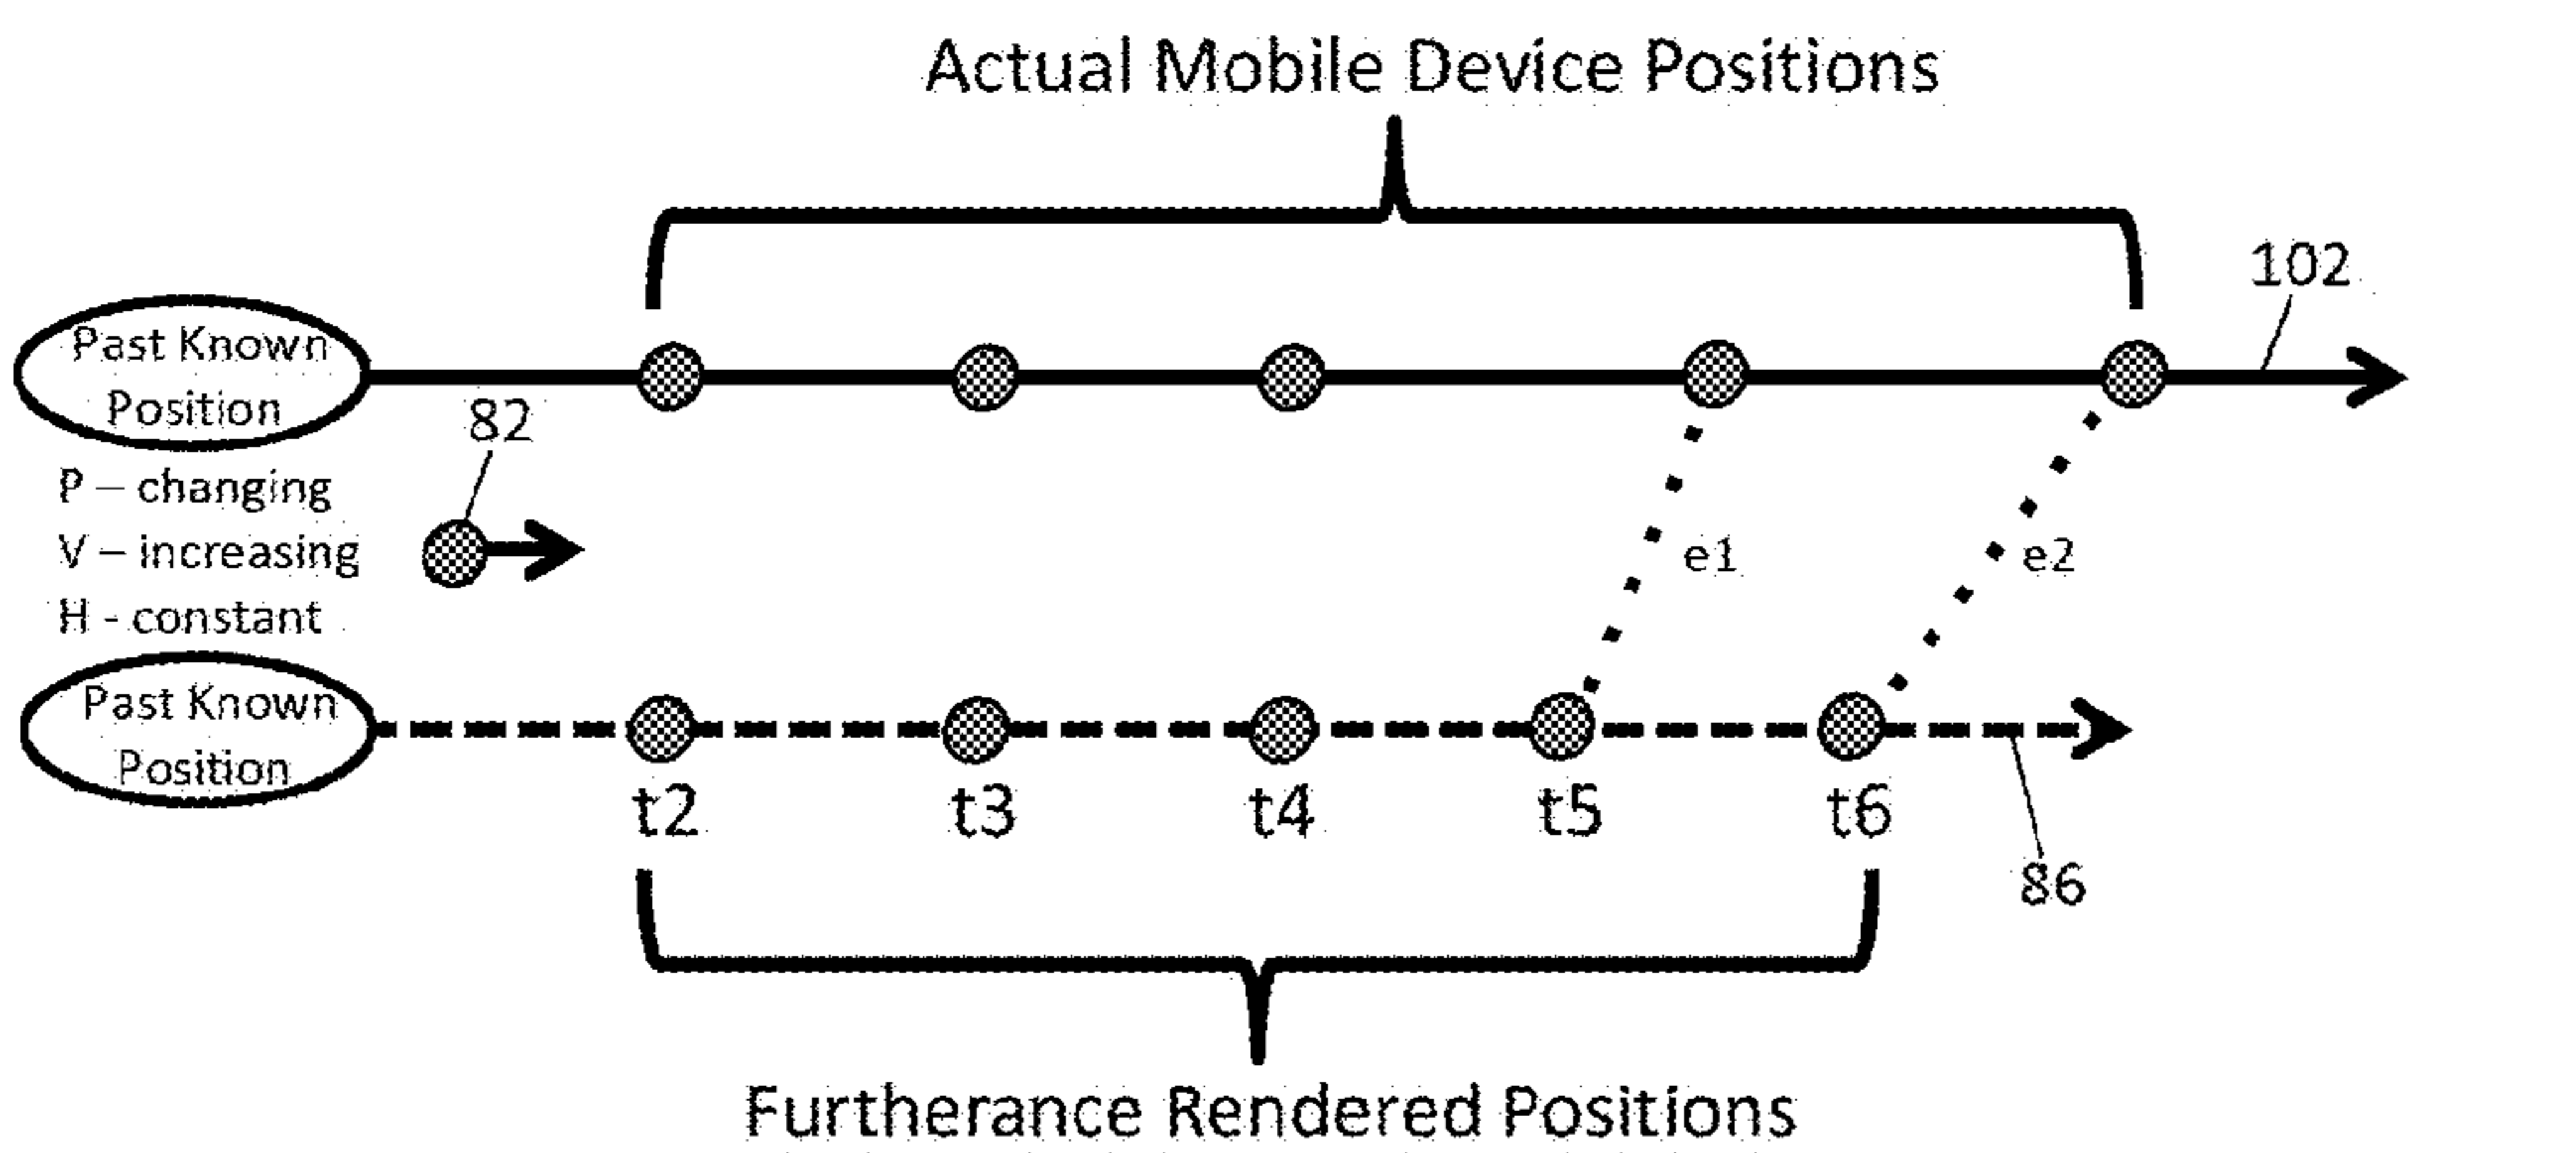 Actual Mobile Device Positions
102
Past Known
Position
82
P – changing
V – increasing
H - constant
e1
e2
Past Known
Position
t2
t3
t4
t5
t6
86
Furtherance Rendered Positions